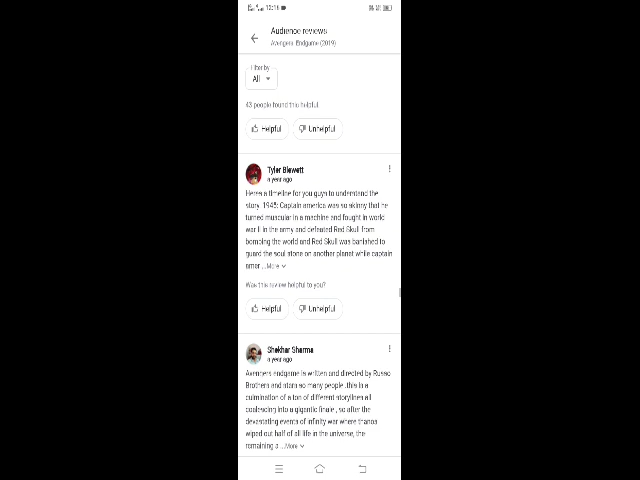 12:16
Audience reviews
Avengers: Endgame (2019)
Filter by
All
43 people found this helpful.
Helpful
Unhelpful
Tyler Blewett
a year ago
Heres a timeline for you guys to understand the
story. 1945: Captain america was so skinny that he
turned muscular in a machine and fought in world
war II in the army and defeated Red Skull from
bombing the world and Red Skull was banished to
guard the soul stone on another planet while captain
amer ...More
Was this review helpful to you?
Helpful
Unhelpful
Shekhar Sharma
a year ago
Avengers endgame is written and directed by Russo
Brothers and stars so many people .this is a
culmination of a ton of different storylines all
coalescing into a gigantic finale , so after the
devastating events of infinity war where thanos
wiped out half of all life in the universe, the
remaining a ...More